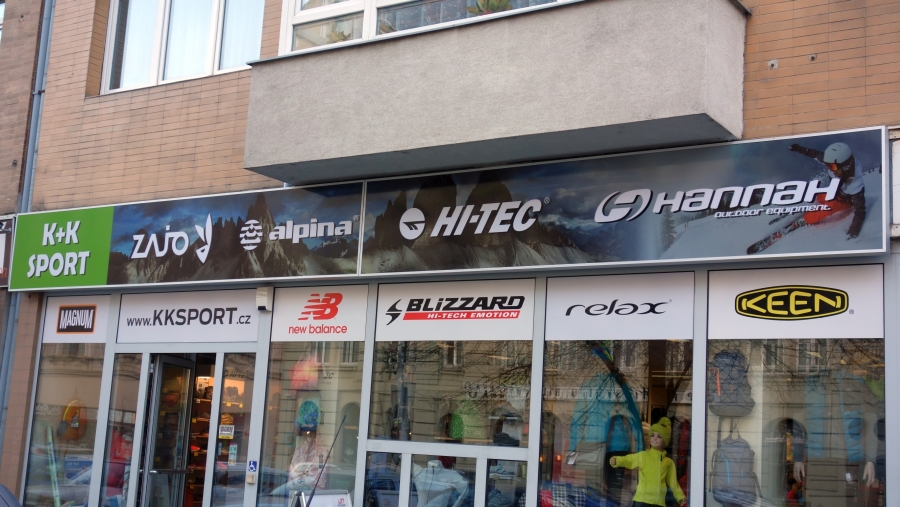 K+K
SPORT
ZAJO
alpina
HI-TEC®
HANNAH
outdoor equipment.
MAGNUM
www.KKSPORT.cz
new balance
BLIZZARD
HI-TECH EMOTION
relax
KEEN